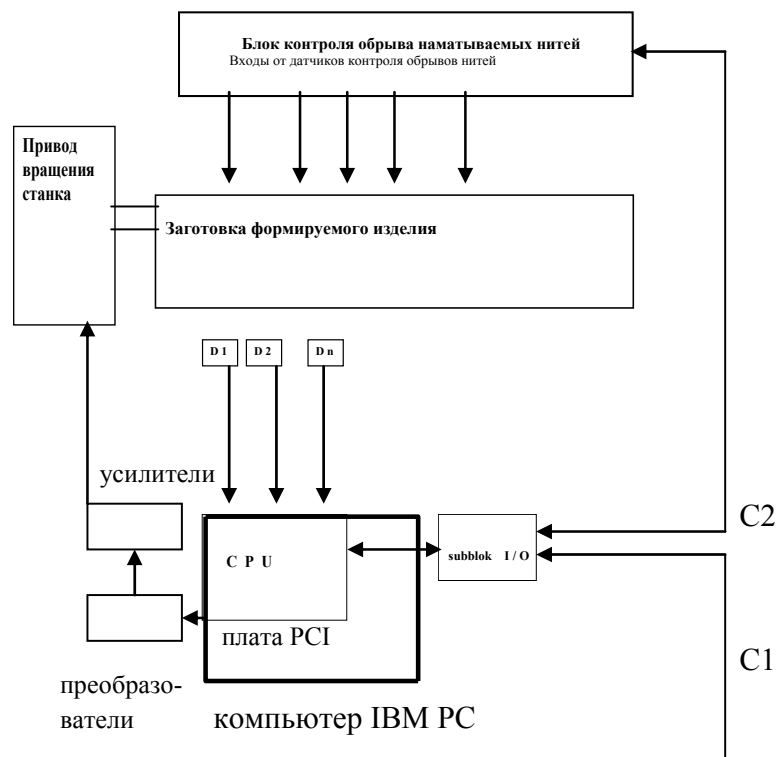 Блок контроля обрыва наматываемых нитей
Входы от датчиков контроля обрывов нитей
Привод
вращения
станка
Заготовка формируемого изделия
D 1
D 2
D n
усилители
C P U
subblok I / O
C2
плата PCI
C1
преобразо-
ватели
компьютер IBM PC